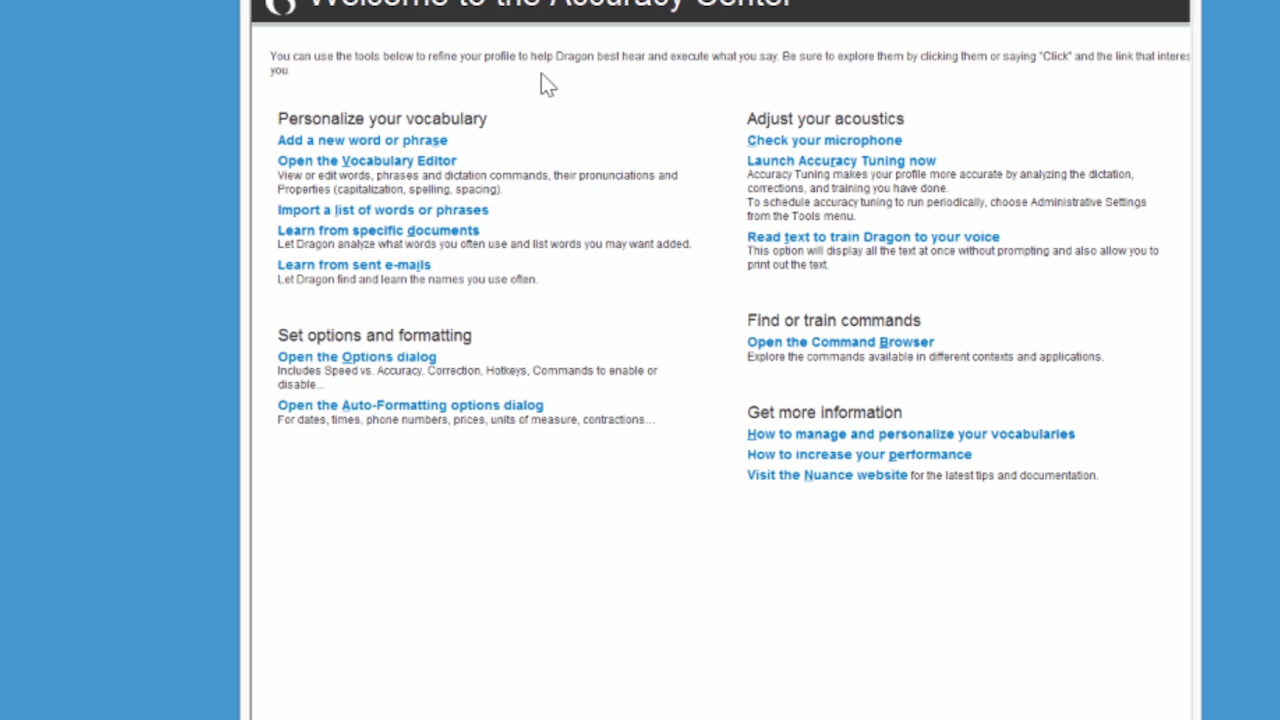 Welcome to the Accuracy Center
You can use the tools below to refine your profile to help Dragon best hear and execute what you say. Be sure to explore them by clicking them or saying "Click" and the link that interes
you.
Personalize your vocabulary
Add a new word or phrase
Open the Vocabulary Editor
View or edit words, phrases and dictation commands, their pronunciations and
Properties (capitalization, spelling, spacing).
Import a list of words or phrases
Learn from specific documents
Let Dragon analyze what words you often use and list words you may want added.
Learn from sent e-mails
Let Dragon find and learn the names you use often.
Set options and formatting
Open the Options dialog
Includes Speed vs. Accuracy, Correction, Hotkeys, Commands to enable or
disable...
Open the Auto-Formatting options dialog
For dates, times, phone numbers, prices, units of measure, contractions...
Adjust your acoustics
Check your microphone
Launch Accuracy Tuning now
Accuracy Tuning makes your profile more accurate by analyzing the dictation,
corrections, and training you have done.
To schedule accuracy tuning to run periodically, choose Administrative Settings
from the Tools menu.
Read text to train Dragon to your voice
This option will display all the text at once without prompting and also allow you to
print out the text.
Find or train commands
Open the Command Browser
Explore the commands available in different contexts and applications.
Get more information
How to manage and personalize your vocabularies
How to increase your performance
Visit the Nuance website for the latest tips and documentation.